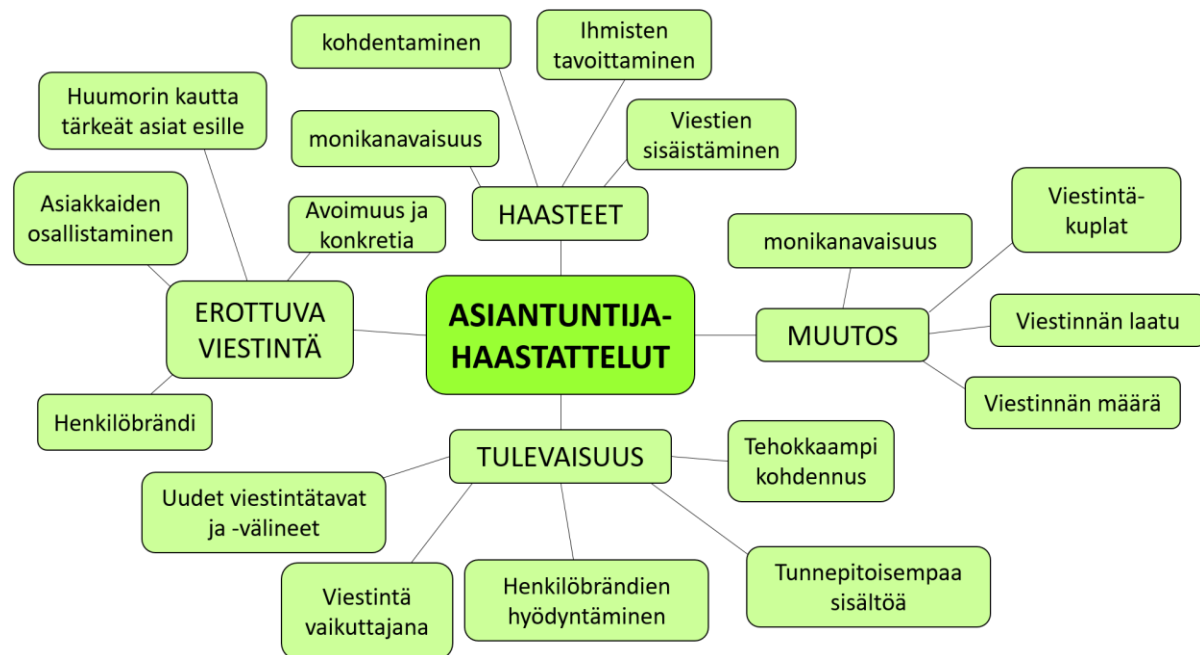 kohdentaminen
Ihmisten
tavoittaminen
Huumorin kautta
tärkeät asiat esille
monikanavaisuus
Viestien
sisäistäminen
Asiakkaiden
osallistaminen
Avoimuus ja
konkretia
HAASTEET
monikanavaisuus
Viestintä-
kuplat
EROTTUVA
VIESTINTÄ
ASIANTUNTIJA-
HAASTATTELUT
MUUTOS
Viestinnän laatu
Henkilöbrändi
Viestinnän määrä
TULEVAISUUS
Tehokkaampi
kohdennus
Uudet viestintätavat
ja -välineet
Viestintä
vaikuttajana
Henkilöbrändien
hyödyntäminen
Tunnepitoisempaa
sisältöä